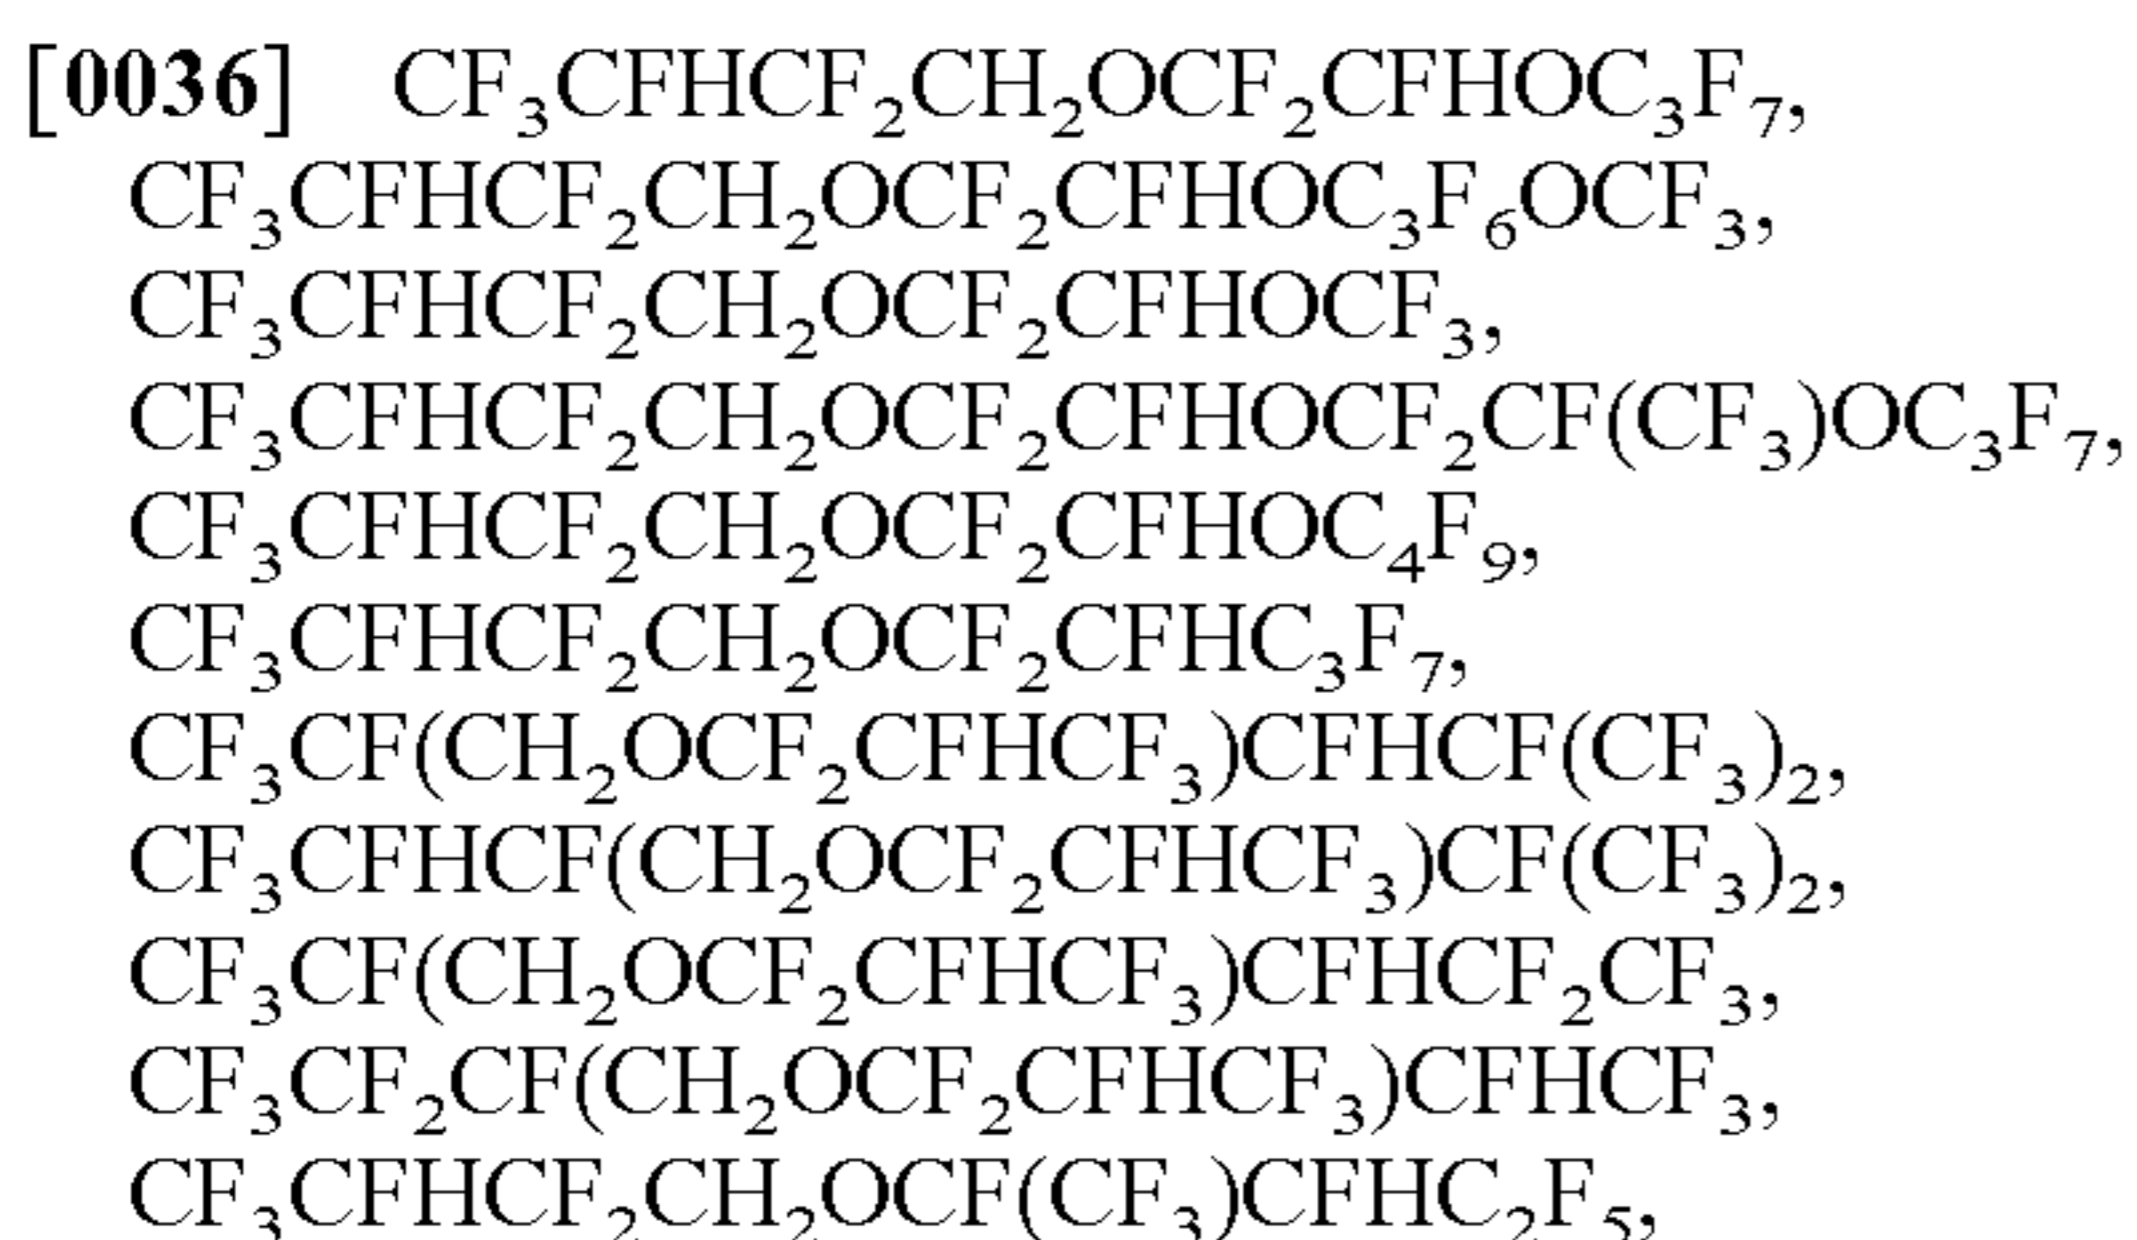 [0036] CF₃CFHCF₂CH₂OCF₂CFHOC₃F₇,
CF₃CFHCF₂CH₂OCF₂CFHOC₃F₆OCF₃,
CF₃CFHCF₂CH₂OCF₂CFHOCF₃,
CF₃CFHCF₂CH₂OCF₂CFHOCF₂CF(CF₃)OC₃F₇,
CF₃CFHCF₂CH₂OCF₂CFHOC₄F₉,
CF₃CFHCF₂CH₂OCF₂CFHC₃F₇,
CF₃CF(CH₂OCF₂CFHCF₃)CFHCF(CF₃)₂,
CF₃CFHCF(CH₂OCF₂CFHCF₃)CF(CF₃)₂,
CF₃CF(CH₂OCF₂CFHCF₃)CFHCF₂CF₃,
CF₃CF₂CF(CH₂OCF₂CFHCF₃)CFHCF₃,
CF₃CFHCF₂CH₂OCF(CF₃)CFHC₂F₅,